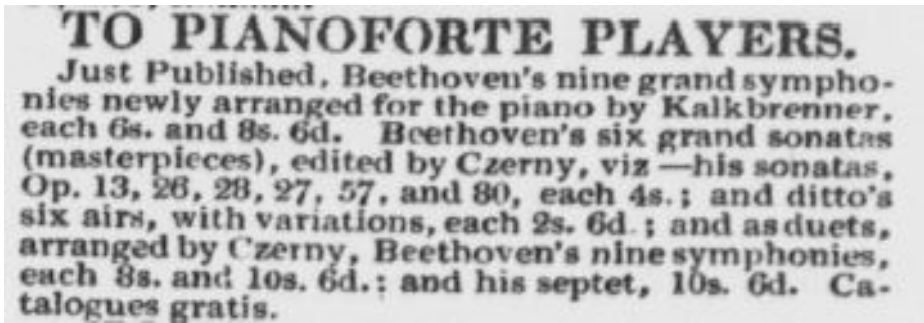 TO PIANOFORTE PLAYERS.
Just Published, Beethoven's nine grand sympho-
nies newly arranged for the piano by Kalkbrenner,
each 6s. and 8s. 6d. Beethoven's six grand sonatas
(masterpieces), edited by Czerny, viz —his sonatas,
Op. 13, 26, 28, 27, 57, and 80, each 4s.; and ditto's
six airs, with variations, each 2s. 6d.; and as duets,
arranged by Czerny, Beethoven's nine symphonies,
each 8s. and 10s. 6d.; and his septet, 10s. 6d. Ca-
talogues gratis.